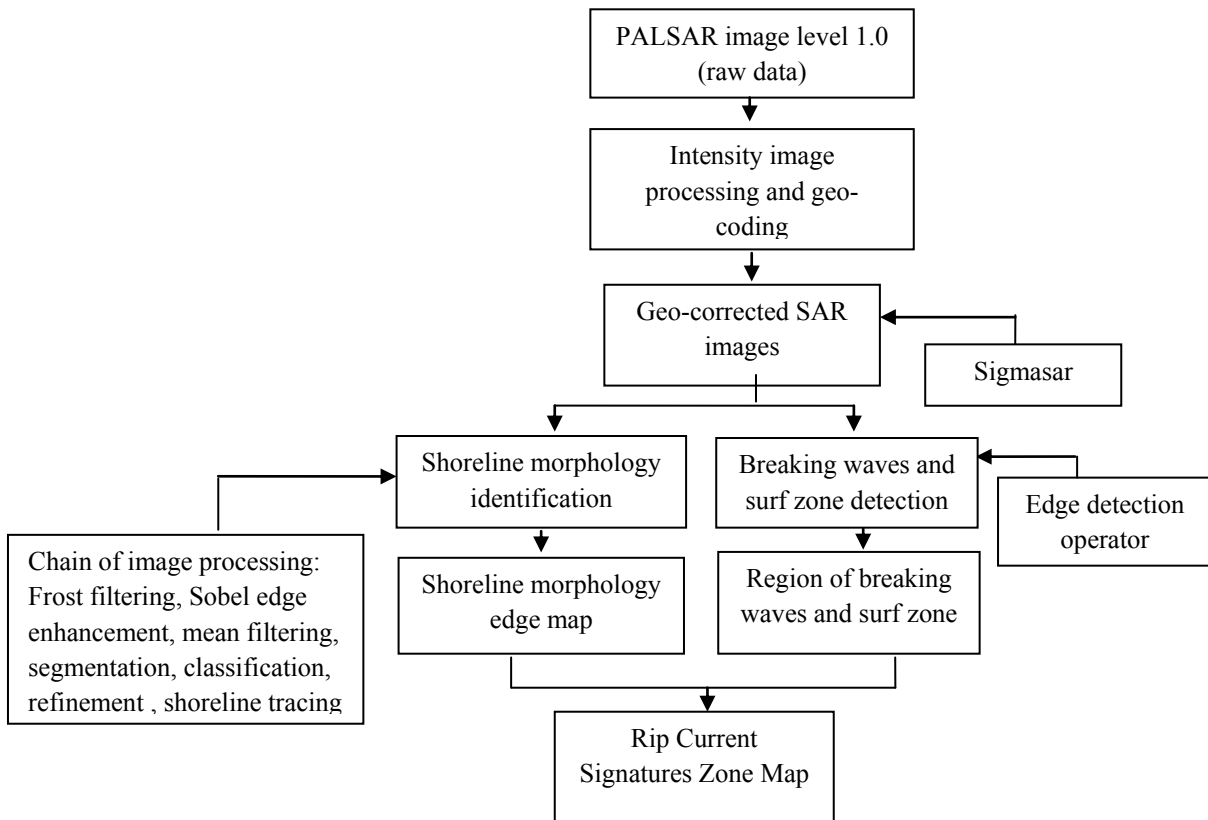 PALSAR image level 1.0
(raw data)
Intensity image
processing and geo-
coding
Geo-corrected SAR
images
Sigmasar
Shoreline morphology
identification
Breaking waves and
surf zone detection
Edge detection
operator
Chain of image processing:
Frost filtering, Sobel edge
enhancement, mean filtering,
segmentation, classification,
refinement , shoreline tracing
Shoreline morphology
edge map
Region of breaking
waves and surf zone
Rip Current
Signatures Zone Map